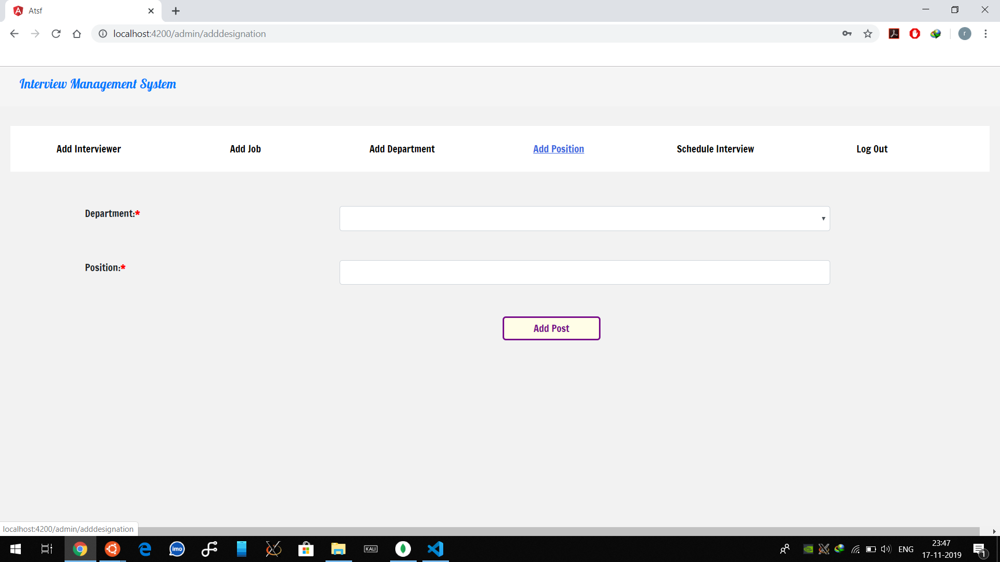 Atsf
localhost:4200/admin/adddesignation
r
Interview Management System
Add Interviewer Add Job Add Department Add Position Schedule Interview Log Out
Department:*
Position:*
Add Post
localhost:4200/admin/adddesignation
imo
KALI
ENG
23:47
17-11-2019
1